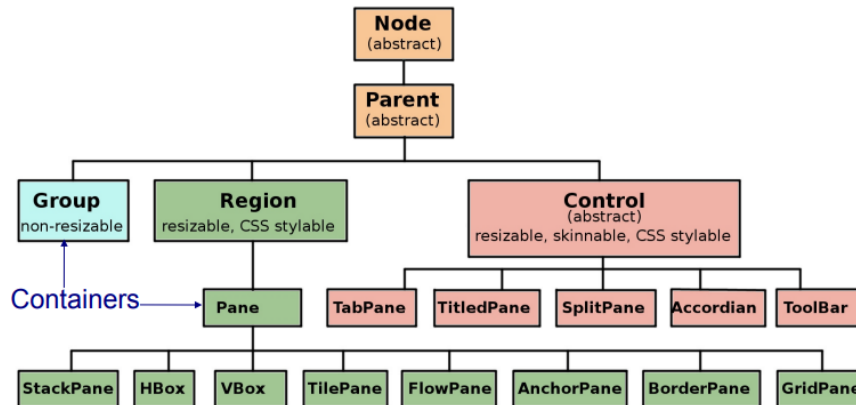 Node
(abstract)
Parent
(abstract)
Group
non-resizable
Region
resizable, CSS stylable
Control
(abstract)
resizable, skinnable, CSS stylable
Containers
Pane
TabPane
TitledPane
SplitPane
Accordian
ToolBar
StackPane
HBox
VBox
TilePane
FlowPane
AnchorPane
BorderPane
GridPane